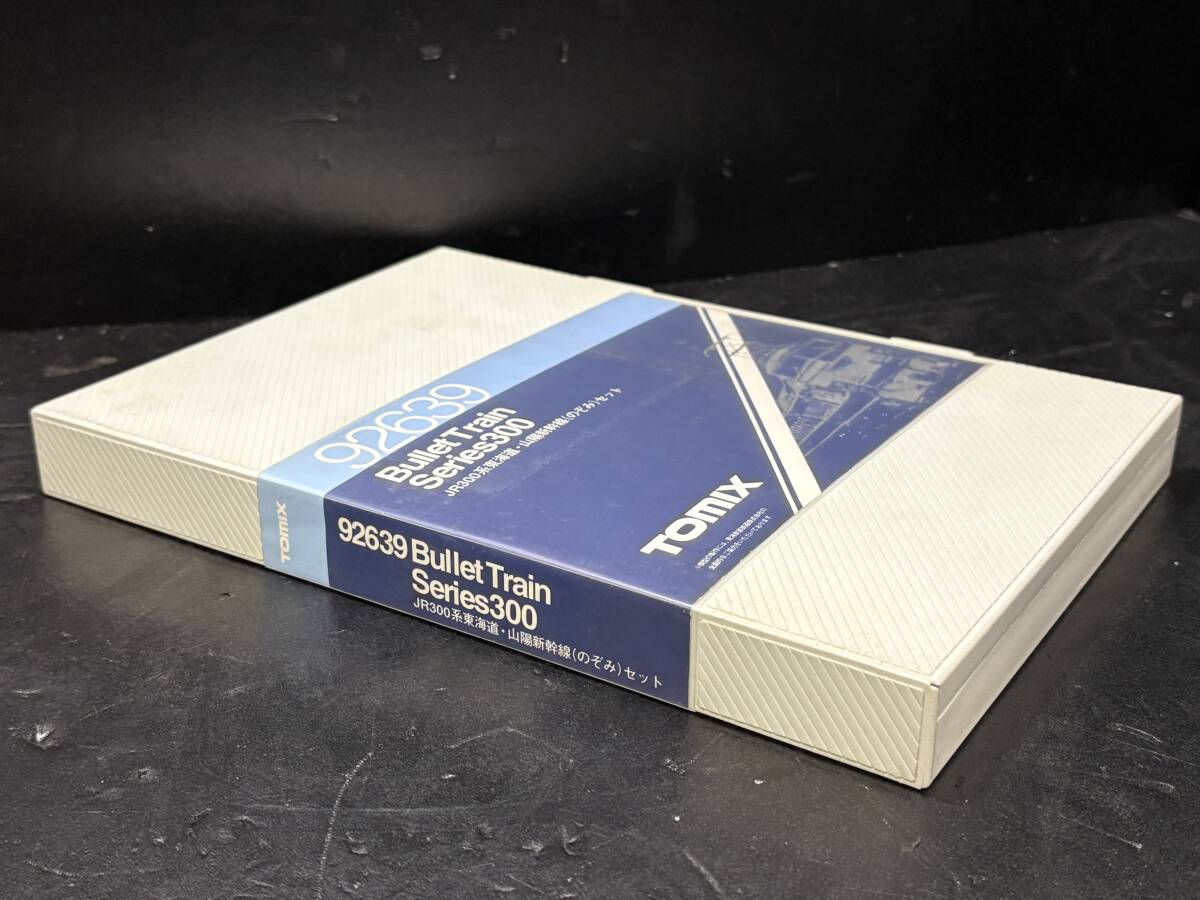 92639
Bullet Train
Series300
JR300系東海道・山陽新幹線(のぞみ)セット
TOMIX
TOMIX
92639 Bullet Train
Series300
JR300系東海道・山陽新幹線(のぞみ)セット